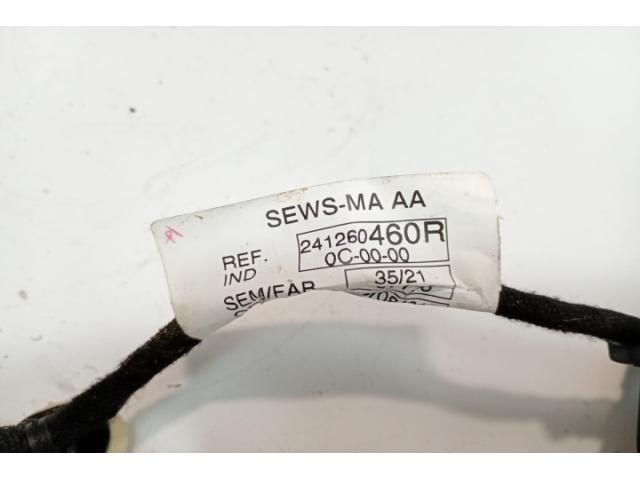 SEWS-MA AA
REF. 241260460R
IND 0C-00-00
SEM/FAB 35/21